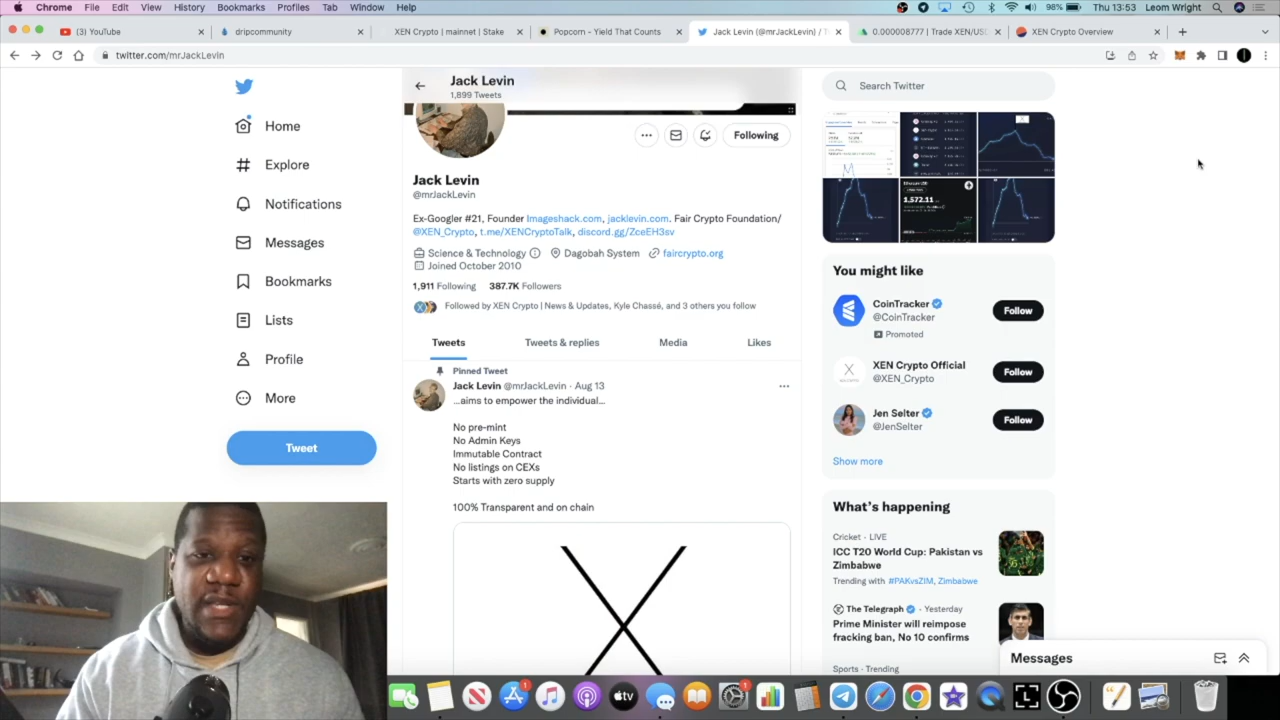 Chrome File Edit View History Bookmarks Profiles Tab Window Help
98% Thu 13:53 Leom Wright
(3) YouTube
dripcommunity
XEN Crypto | mainnet | Stake
Popcorn - Yield That Counts
Jack Levin (@mrJackLevin) / T
0.000008777 | Trade XEN/US
XEN Crypto Overview
twitter.com/mrJackLevin
Home
Explore
Notifications
Messages
Bookmarks
Lists
Profile
More
Tweet
Jack Levin
1,899 Tweets
Following
Jack Levin
@mrJackLevin
Ex-Googler #21, Founder Imageshack.com, jacklevin.com. Fair Crypto Foundation/
@XEN_Crypto, t.me/XENCryptoTalk, discord.gg/ZceEH3sv
Science & Technology Dagobah System faircrypto.org
Joined October 2010
1,911 Following 387.7K Followers
Followed by XEN Crypto | News & Updates, Kyle Chassé, and 3 others you follow
Tweets Tweets & replies Media Likes
Pinned Tweet
Jack Levin @mrJackLevin · Aug 13
...aims to empower the individual...
No pre-mint
No Admin Keys
Immutable Contract
No listings on CEXs
Starts with zero supply
100% Transparent and on chain
Search Twitter
1,572.11
You might like
CoinTracker
@CoinTracker
Promoted
Follow
XEN Crypto Official
@XEN_Crypto
Follow
Jen Selter
@JenSelter
Follow
Show more
What's happening
Cricket · LIVE
ICC T20 World Cup: Pakistan vs
Zimbabwe
Trending with #PAKvsZIM, Zimbabwe
The Telegraph · Yesterday
Prime Minister will reimpose
fracking ban, No 10 confirms
Sports · Trending
Messages
tv